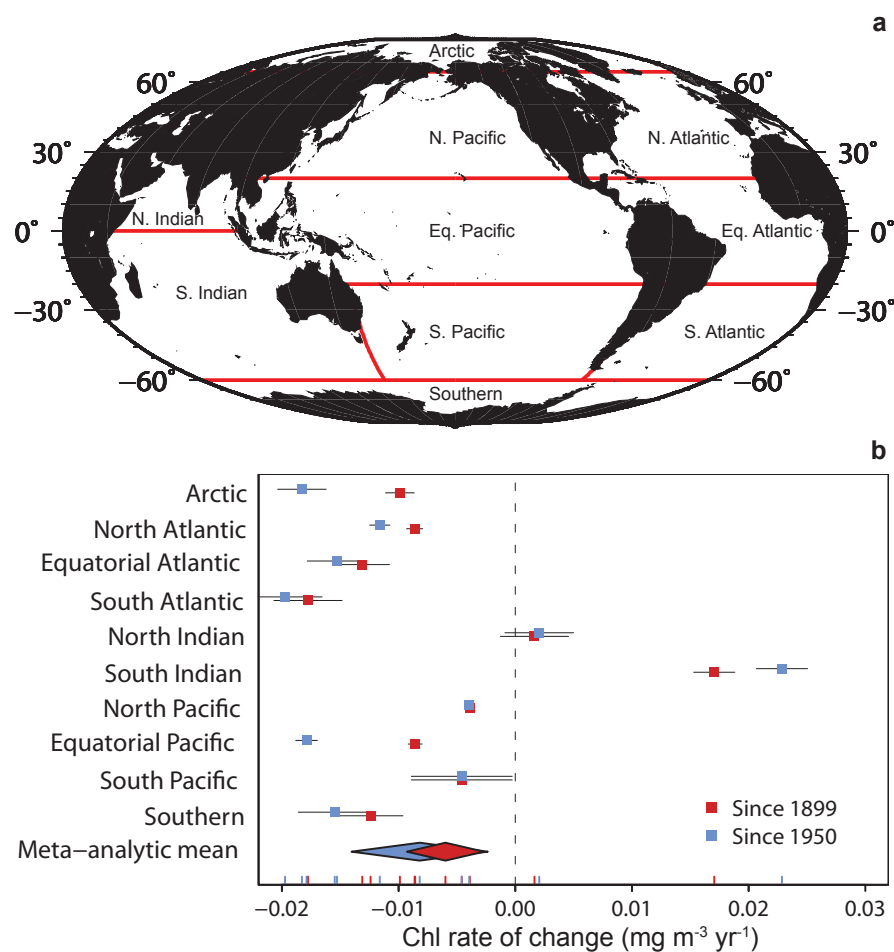 a
Arctic
60° 60°
N. Pacific N. Atlantic
30° 30°
N. Indian
0° Eq. Pacific Eq. Atlantic 0°
S. Indian
−30° −30°
S. Pacific S. Atlantic
−60° −60°
Southern
b
Arctic
North Atlantic
Equatorial Atlantic
South Atlantic
North Indian
South Indian
North Pacific
Equatorial Pacific
South Pacific
Since 1899
Southern
Since 1950
Meta−analytic mean
−0.02 −0.01 0.00 0.01 0.02 0.03
Chl rate of change (mg m⁻³ yr⁻¹)